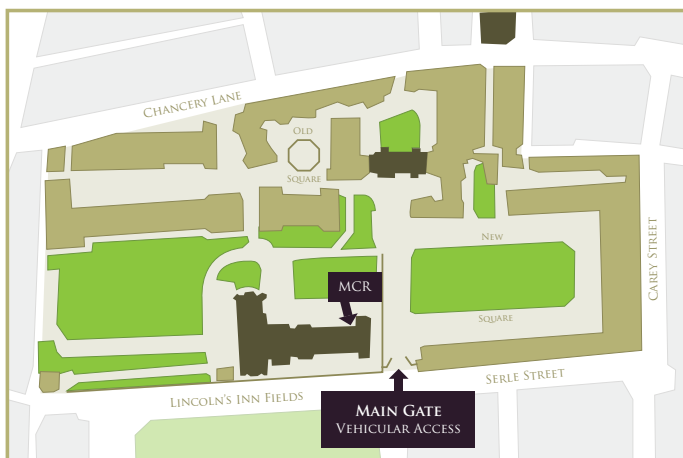 Chancery Lane
Old
Square
New
Square
Carey Street
MCR
Serle Street
Lincoln's Inn Fields
Main Gate
Vehicular Access